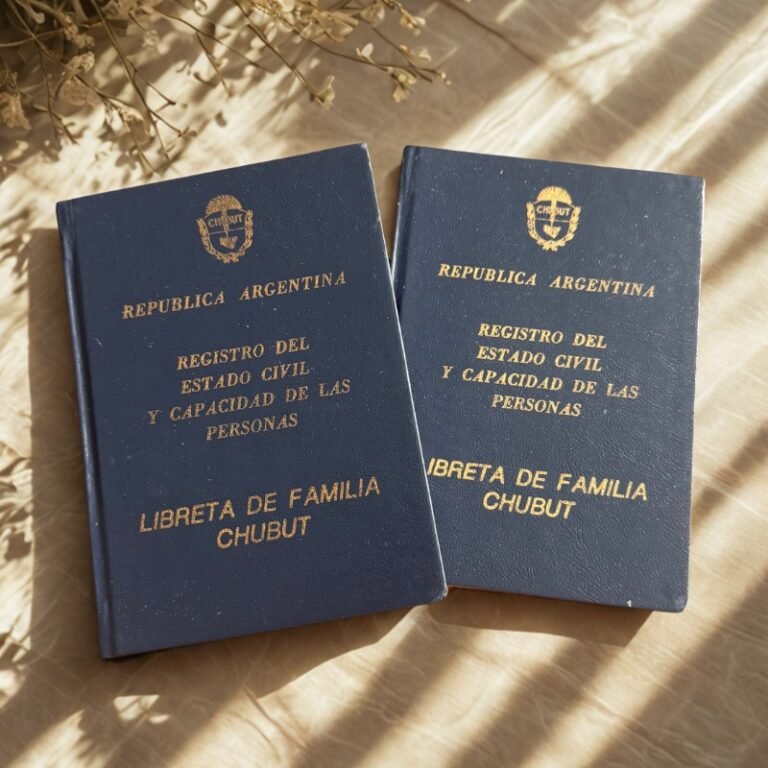 CHUBUT
REPUBLICA ARGENTINA
REGISTRO DEL
ESTADO CIVIL
Y CAPACIDAD DE LAS
PERSONAS
LIBRETA DE FAMILIA
CHUBUT
CHUBUT
REPUBLICA ARGENTINA
REGISTRO DEL
ESTADO CIVIL
Y CAPACIDAD DE LAS
PERSONAS
IBRETA DE FAMILIA
CHUBUT